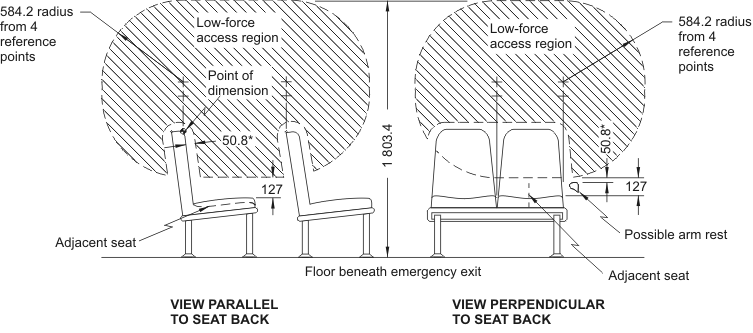 584.2 radius
from 4
reference
points
Low-force
access region
Point of
dimension
50.8*
127
Adjacent seat
1 803.4
Low-force
access region
584.2 radius
from 4
reference
points
50.8*
127
Possible arm rest
Adjacent seat
Floor beneath emergency exit
VIEW PARALLEL
TO SEAT BACK
VIEW PERPENDICULAR
TO SEAT BACK